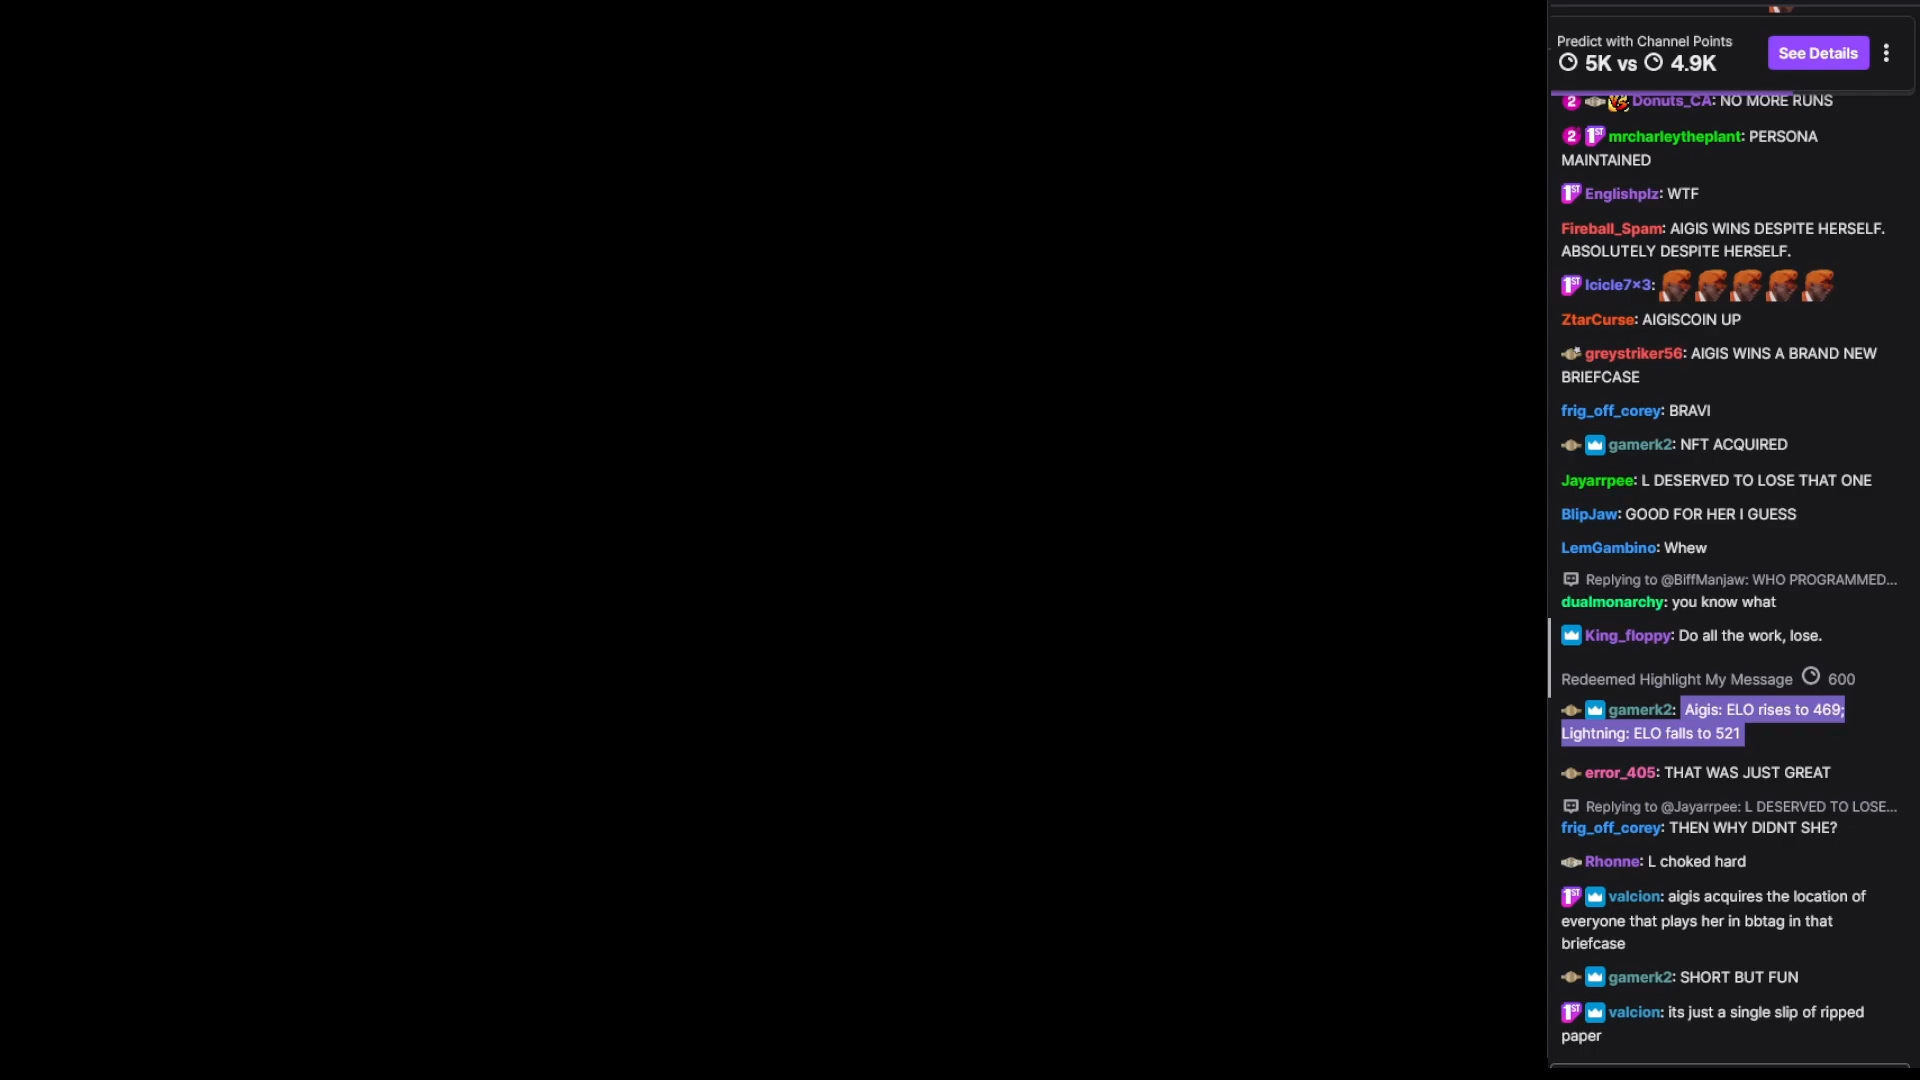 Predict with Channel Points
5K vs 4.9K
See Details
2 VS Donuts_CA: NO MORE RUNS
2 1ST mrcharleytheplant: PERSONA
MAINTAINED
1ST Englishplz: WTF
Fireball_Spam: AIGIS WINS DESPITE HERSELF.
ABSOLUTELY DESPITE HERSELF.
1ST Icicle7x3:
ZtarCurse: AIGISCOIN UP
greystriker56: AIGIS WINS A BRAND NEW
BRIEFCASE
frig_off_corey: BRAVI
gamerk2: NFT ACQUIRED
Jayarrpee: L DESERVED TO LOSE THAT ONE
BlipJaw: GOOD FOR HER I GUESS
LemGambino: Whew
Replying to @BiffManjaw: WHO PROGRAMMED...
dualmonarchy: you know what
King_floppy: Do all the work, lose.
Redeemed Highlight My Message 600
gamerk2: Aigis: ELO rises to 469;
Lightning: ELO falls to 521
error_405: THAT WAS JUST GREAT
Replying to @Jayarrpee: L DESERVED TO LOSE...
frig_off_corey: THEN WHY DIDNT SHE?
Rhonne: L choked hard
1ST valcion: aigis acquires the location of
everyone that plays her in bbtag in that
briefcase
gamerk2: SHORT BUT FUN
1ST valcion: its just a single slip of ripped
paper